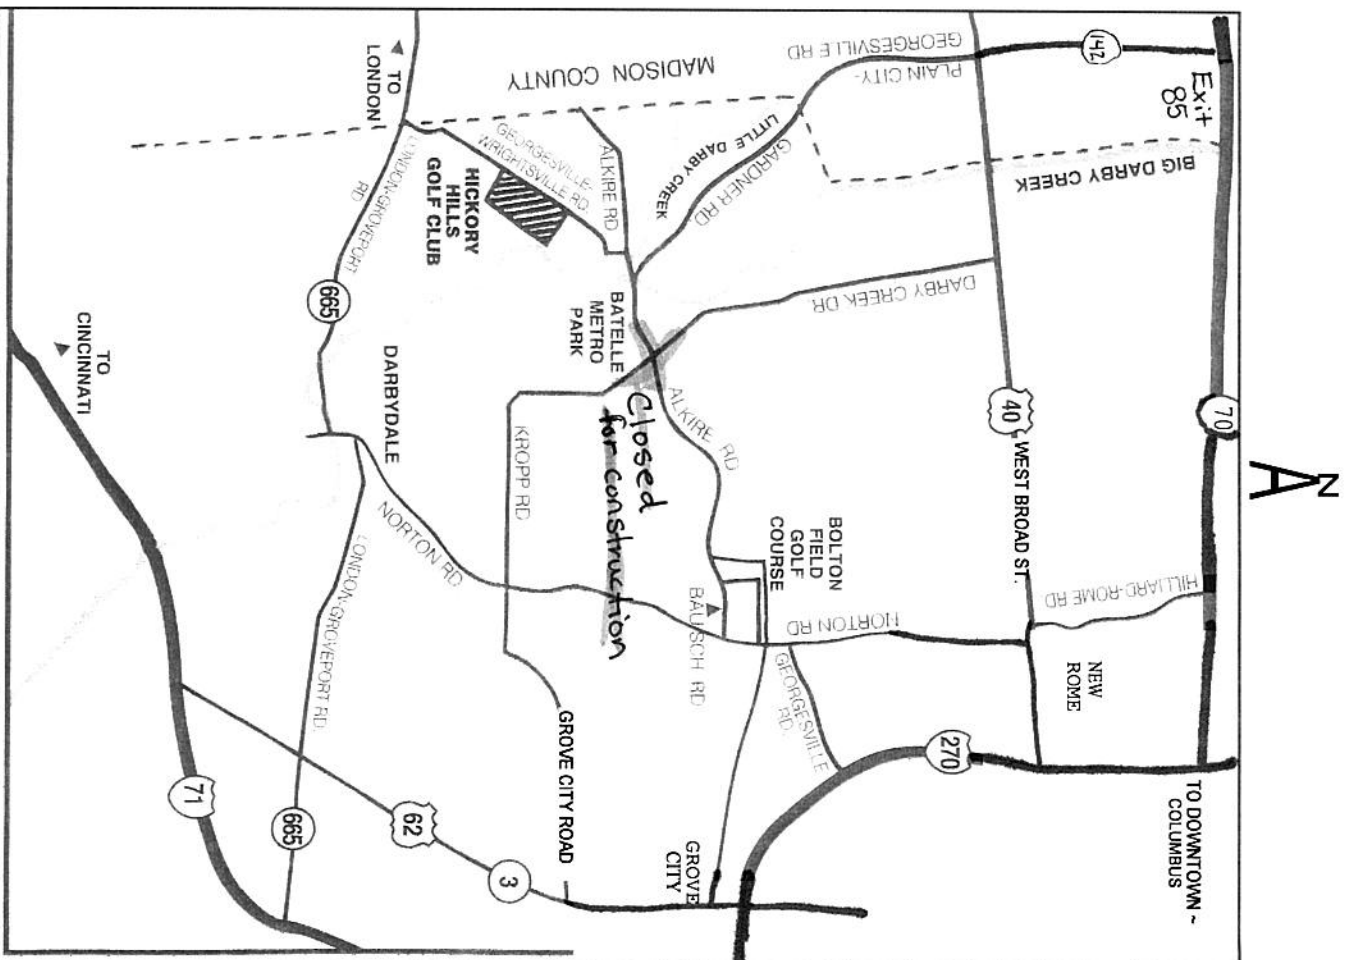 N
70
TO DOWNTOWN ~
COLUMBUS
Exit
85
142
BIG DARBY CREEK
HILLIARD-ROME RD
NEW
ROME
40
WEST BROAD ST.
270
GEORGESVILLE RD
PLAIN CITY-
DARBY CREEK DR
NORTON RD
GEORGESVILLE
RD.
BOLTON
FIELD
GOLF
COURSE
GARDNER RD
LITTLE DARBY CREEK
MADISON COUNTY
ALKIRE RD
BAUSCH RD
GROVE
CITY
Closed
for construction
ALKIRE RD
BATELLE
METRO
PARK
GEORGESVILLE-
WRIGHTSVILLE RD.
KROPP RD
GROVE CITY ROAD
3
HICKORY
HILLS
GOLF CLUB
NORTON RD
62
TO
LONDON
LONDON-GROVEPORT
RD
665
DARBYDALE
LONDON-GROVEPORT RD.
665
71
TO
CINCINNATI